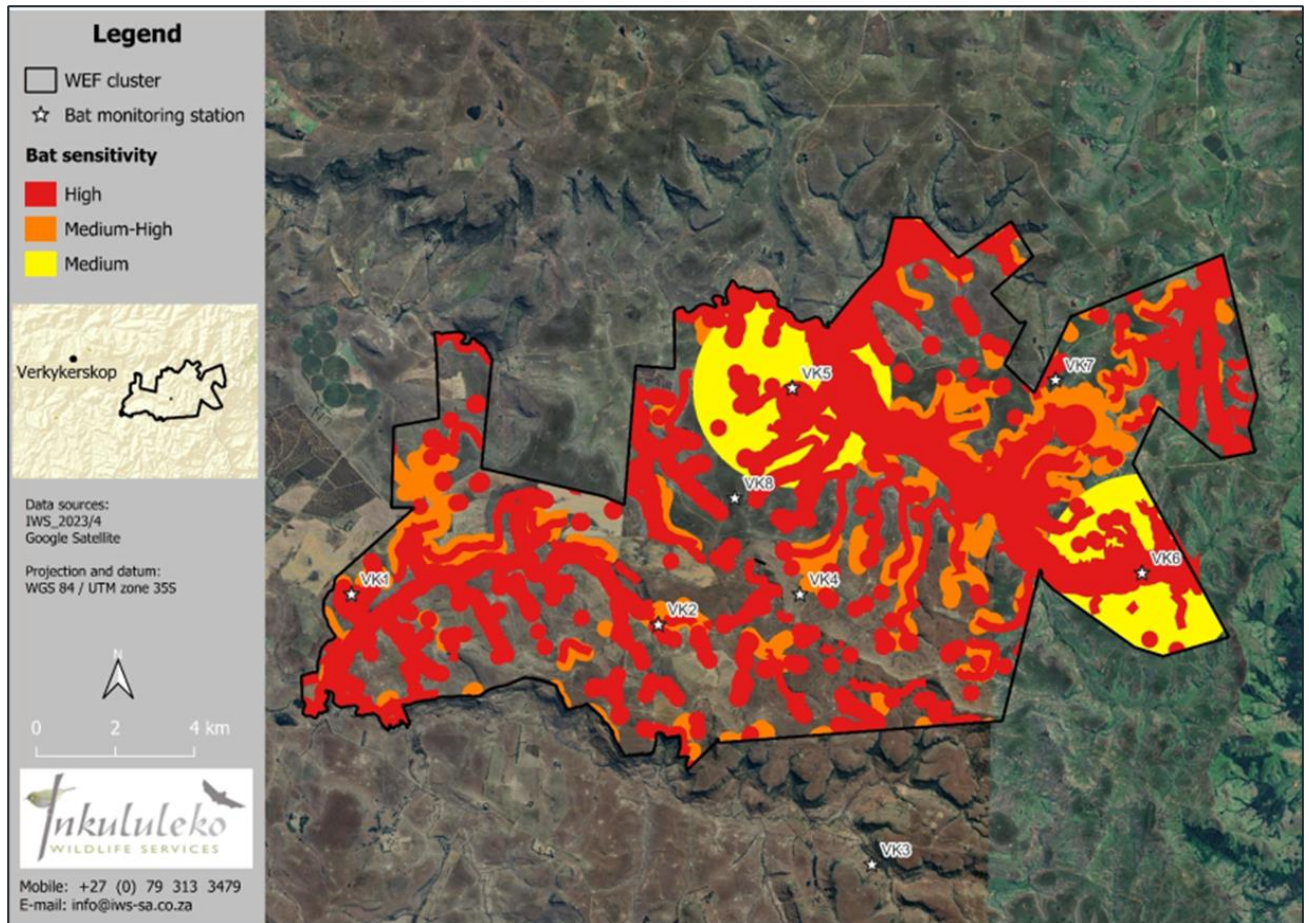 Legend
WEF cluster
Bat monitoring station
Bat sensitivity
High
Medium-High
Medium
Verkykerskop
Data sources:
IWS_2023/4
Google Satellite
Projection and datum:
WGS 84 / UTM zone 35S
N
0 2 4 km
Inkululeko
WILDLIFE SERVICES
Mobile: +27 (0) 79 313 3479
E-mail: info@iws-sa.co.za
VK7
VK5
VK8
VK6
VK1
VK4
VK2
VK3